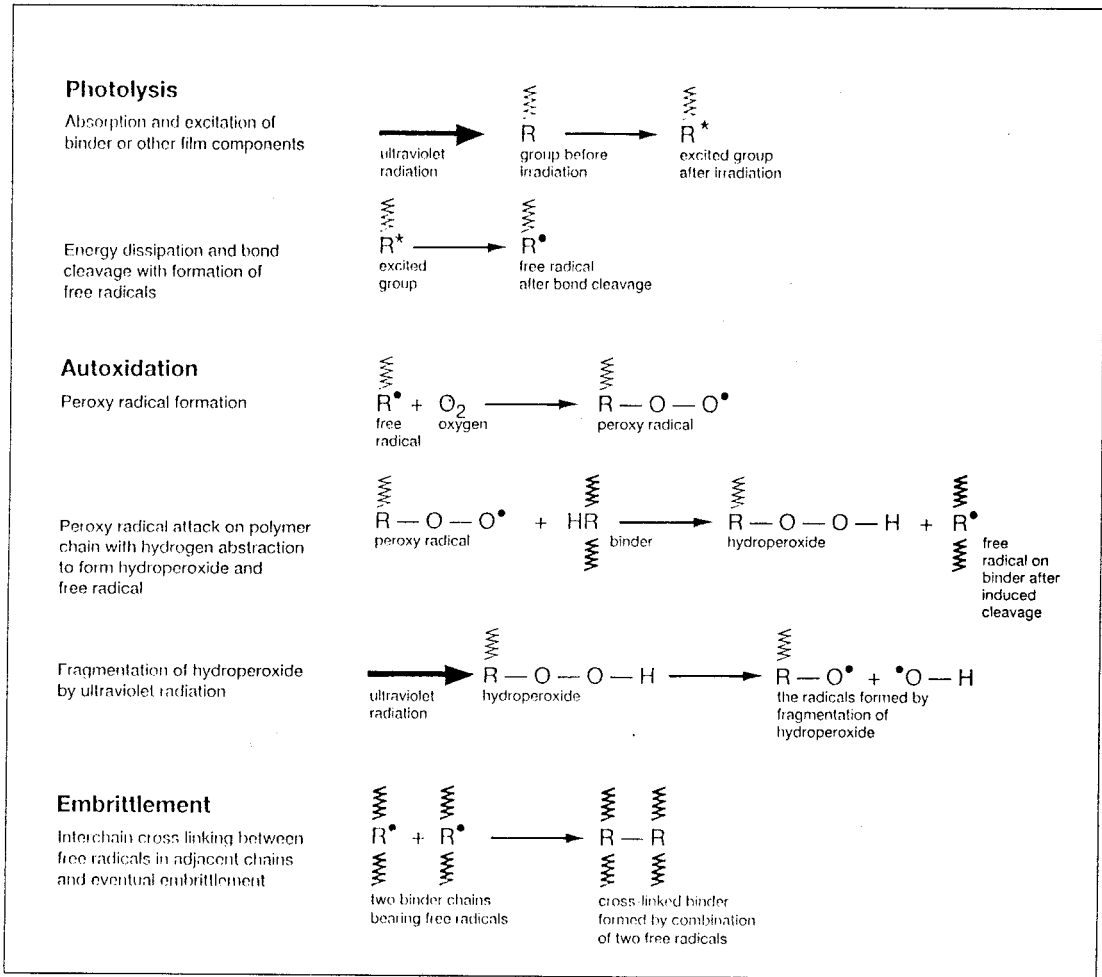 Photolysis
Absorption and excitation of
binder or other film components
ultraviolet
radiation
R
group before
irradiation
R*
excited group
after irradiation
Energy dissipation and bond
cleavage with formation of
free radicals
R*
excited
group
R•
free radical
after bond cleavage
Autoxidation
Peroxy radical formation
R• + O2
free
radical
oxygen
R — O — O•
peroxy radical
Peroxy radical attack on polymer
chain with hydrogen abstraction
to form hydroperoxide and
free radical
R — O — O• + HR
peroxy radical
binder
R — O — O — H + R•
hydroperoxide
free
radical on
binder after
induced
cleavage
Fragmentation of hydroperoxide
by ultraviolet radiation
ultraviolet
radiation
R — O — O — H
hydroperoxide
R — O• + •O — H
the radicals formed by
fragmentation of
hydroperoxide
Embrittlement
Interchain cross linking between
free radicals in adjacent chains
and eventual embrittlement
R• + R•
two binder chains
bearing free radicals
R — R
cross-linked binder
formed by combination
of two free radicals